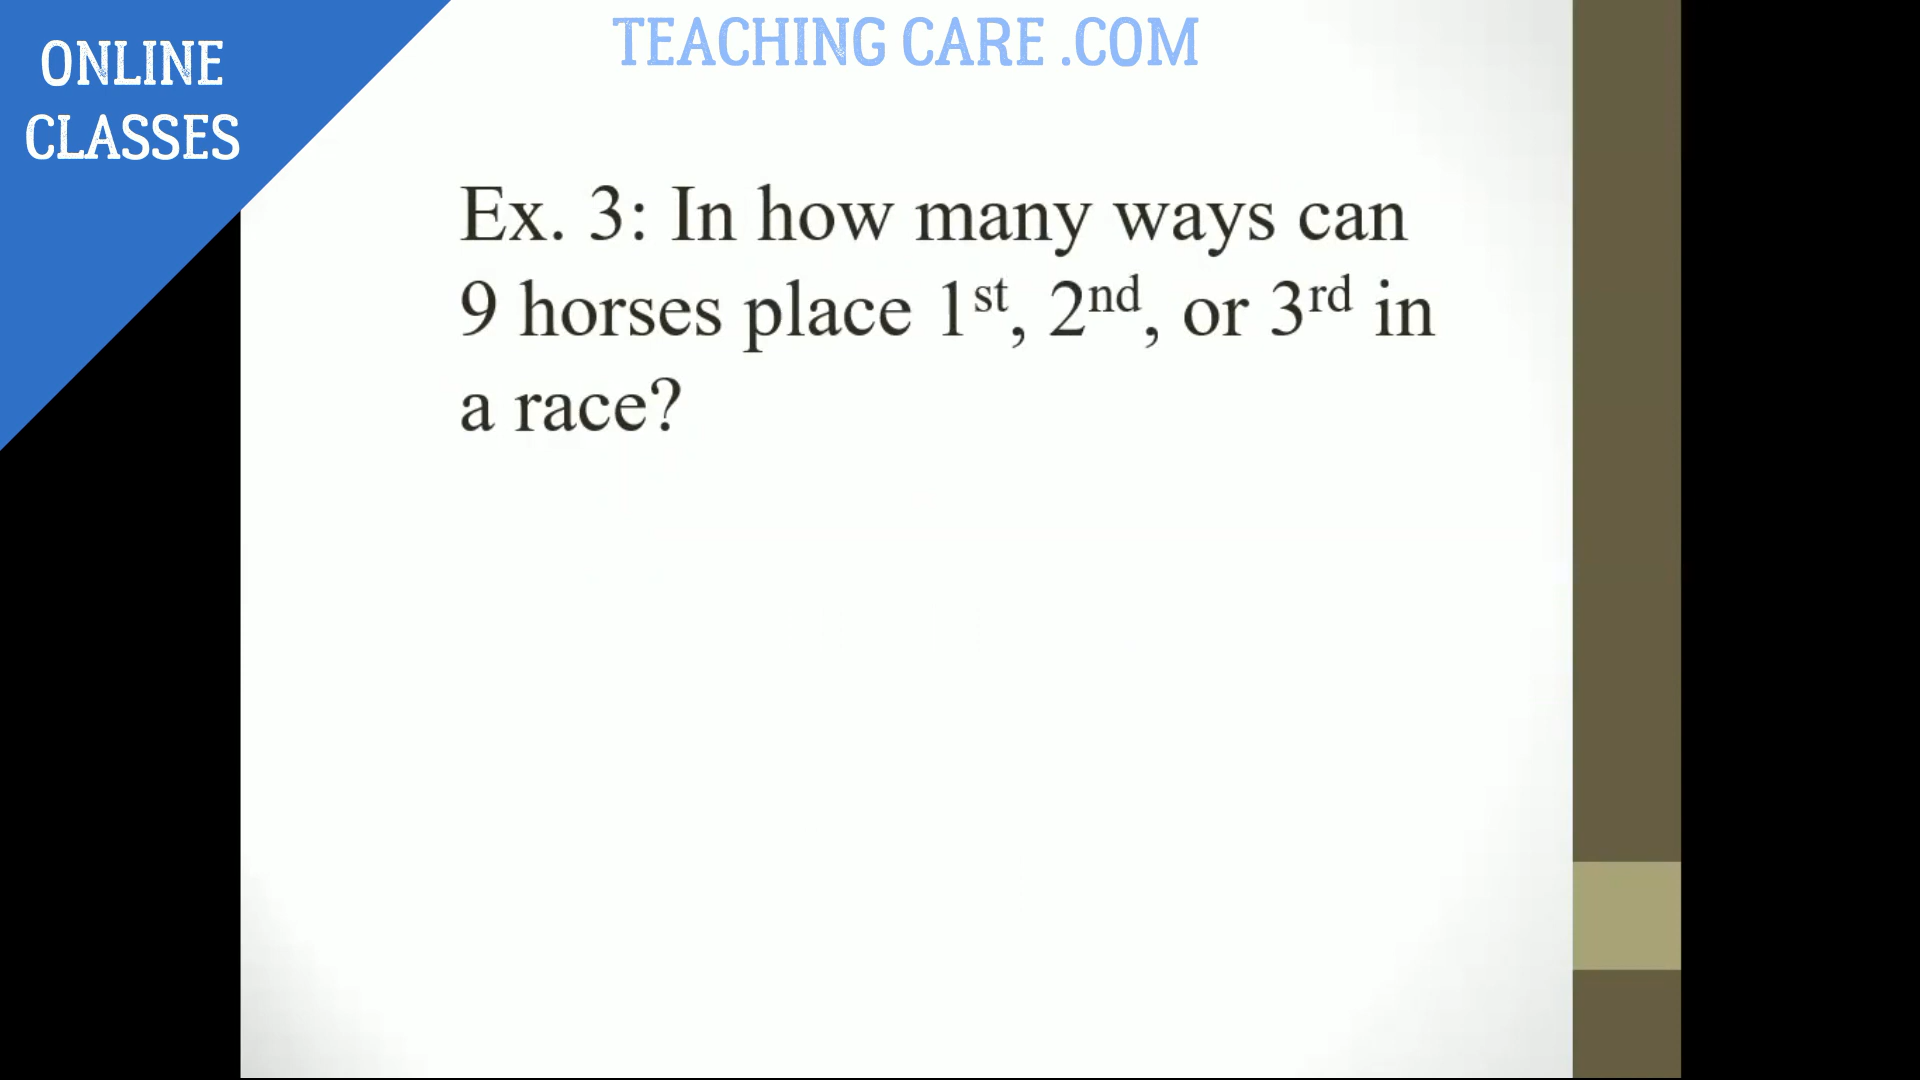 ONLINE
CLASSES
TEACHING CARE .COM
Ex. 3: In how many ways can
9 horses place 1st, 2nd, or 3rd in
a race?